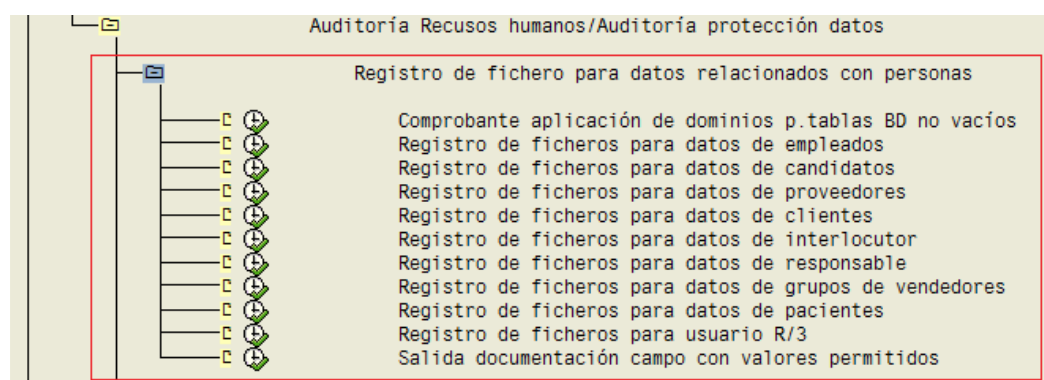 Auditoría Recusos humanos/Auditoría protección datos
Registro de fichero para datos relacionados con personas
Comprobante aplicación de dominios p.tablas BD no vacíos
Registro de ficheros para datos de empleados
Registro de ficheros para datos de candidatos
Registro de ficheros para datos de proveedores
Registro de ficheros para datos de clientes
Registro de ficheros para datos de interlocutor
Registro de ficheros para datos de responsable
Registro de ficheros para datos de grupos de vendedores
Registro de ficheros para datos de pacientes
Registro de ficheros para usuario R/3
Salida documentación campo con valores permitidos